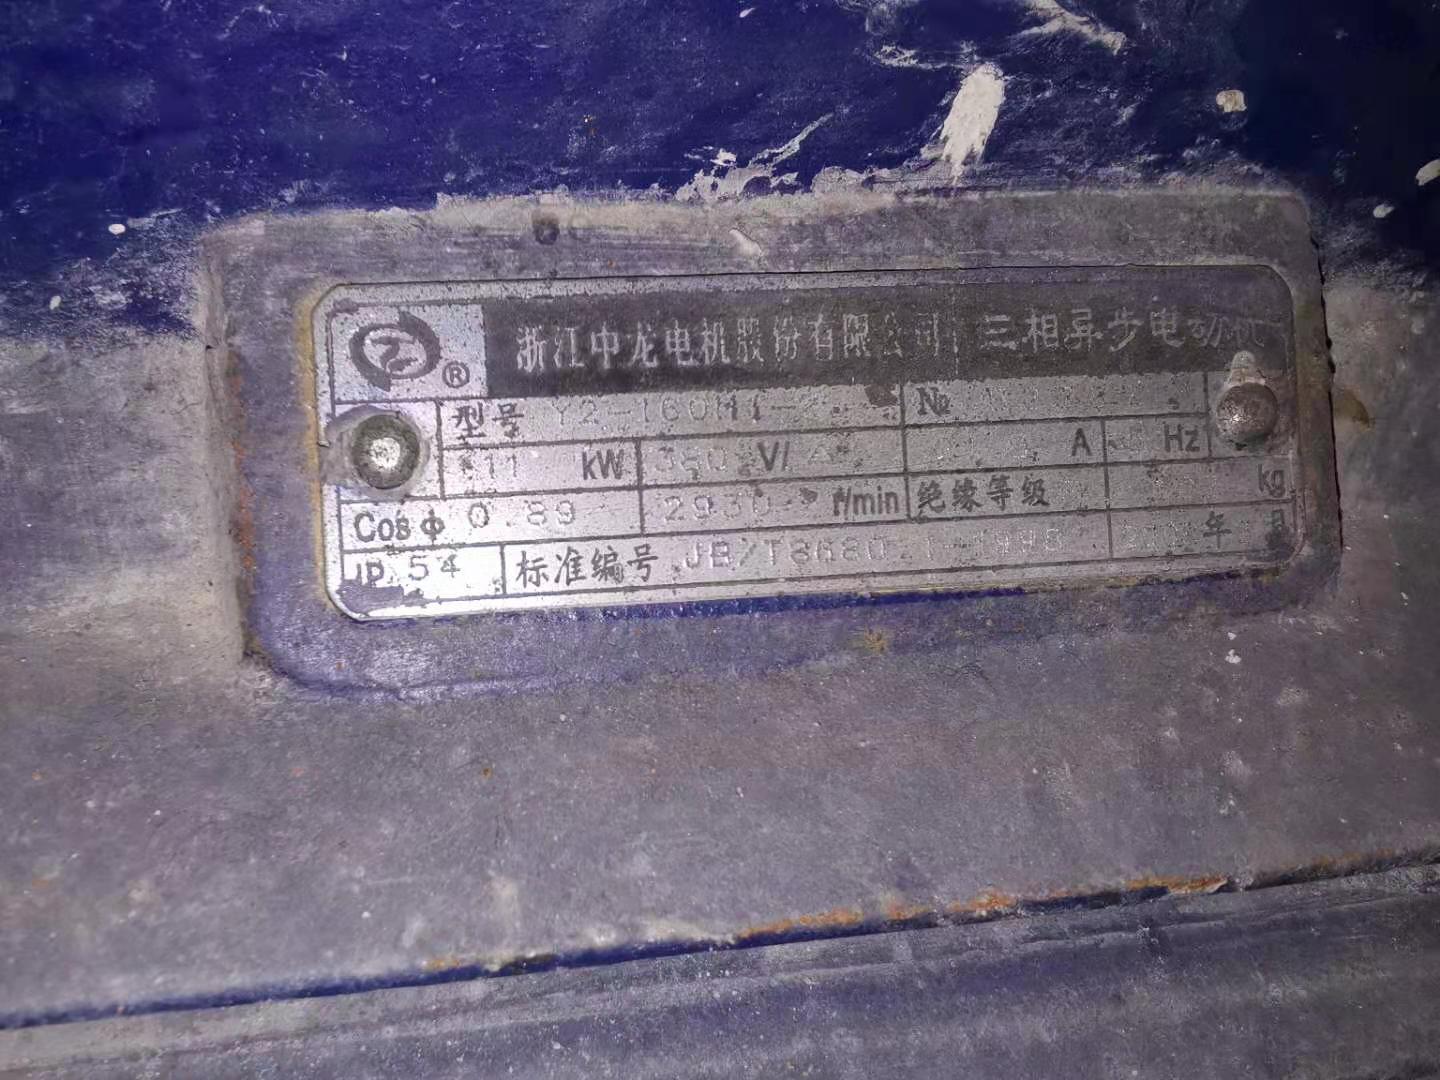 浙江中龙电机股份有限公司 三相异步电动机
®
型号 Y2-160M1-2 №
11 kW 380 V/ A Hz
Cosφ 0.89 2930 r/min 绝缘等级 kg
IP 54 标准编号 JB/T8680.1-1998 年 月